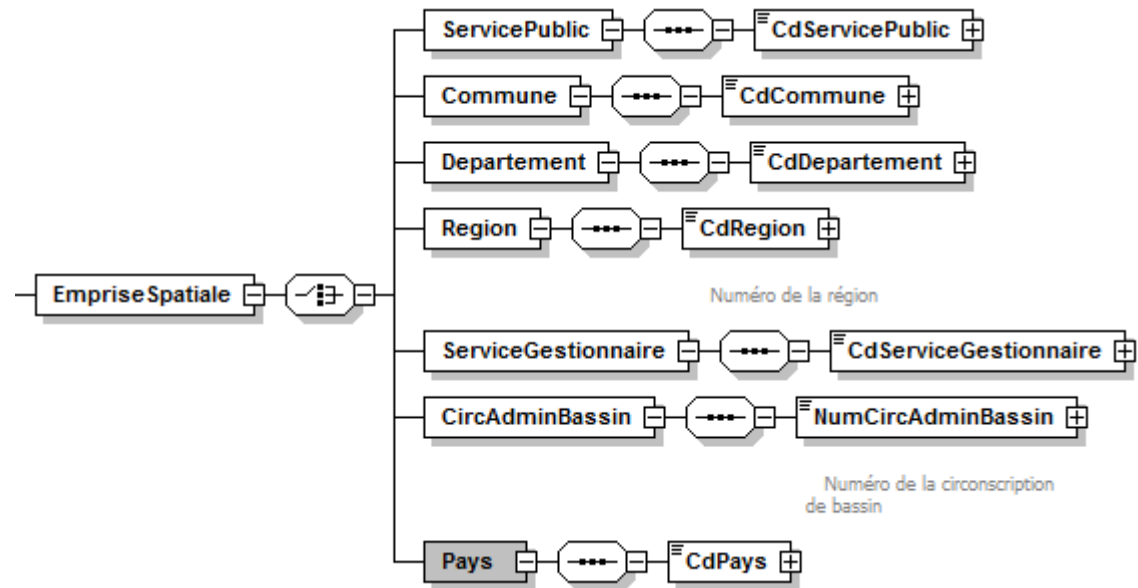 ServicePublic
CdServicePublic
Commune
CdCommune
Departement
CdDepartement
Region
CdRegion
EmpriseSpatiale
Numéro de la région
ServiceGestionnaire
CdServiceGestionnaire
CircAdminBassin
NumCircAdminBassin
Numéro de la circonscription
de bassin
Pays
CdPays